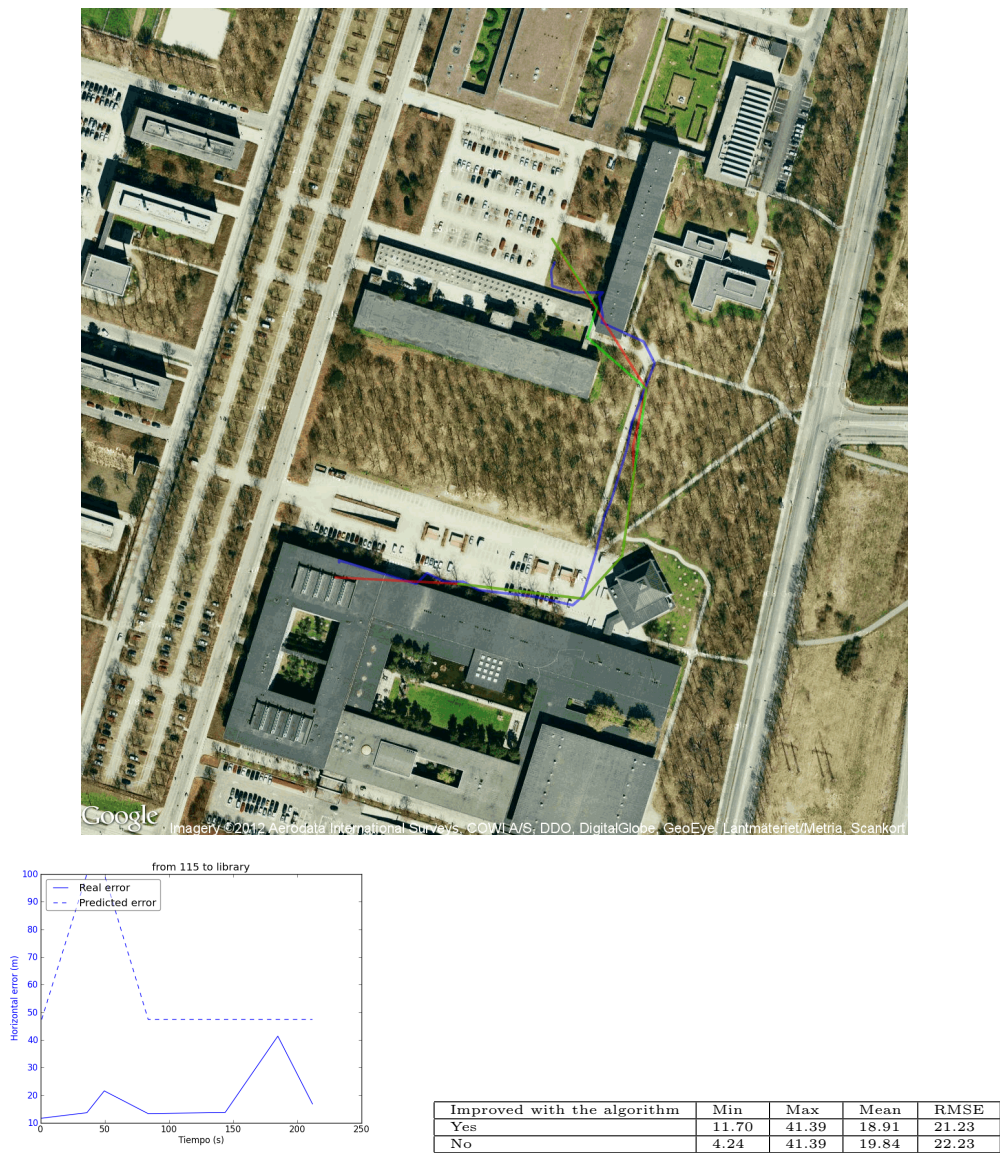 Google
Imagery ©2012 Aerodata International Surveys, COWI A/S, DDO, DigitalGlobe, GeoEye, Lantmateriet/Metria, Scankort
from 115 to library
Real error
Predicted error
100
90
80
70
60
50
40
30
20
10
Horizontal error (m)
0 50 100 150 200 250
Tiempo (s)
Improved with the algorithm Min Max Mean RMSE
Yes 11.70 41.39 18.91 21.23
No 4.24 41.39 19.84 22.23